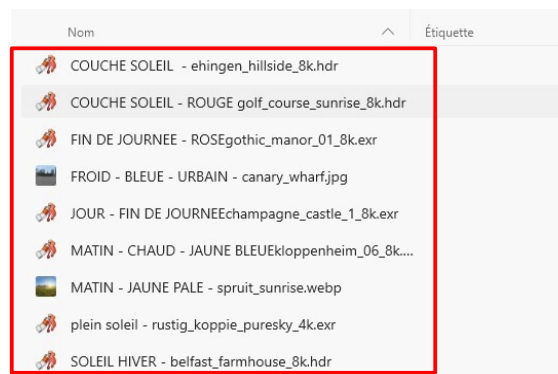 Nom
Étiquette
COUCHE SOLEIL  - ehingen_hillside_8k.hdr
COUCHE SOLEIL - ROUGE golf_course_sunrise_8k.hdr
FIN DE JOURNEE - ROSEgothic_manor_01_8k.exr
FROID - BLEUE - URBAIN - canary_wharf.jpg
JOUR - FIN DE JOURNEEchampagne_castle_1_8k.exr
MATIN - CHAUD - JAUNE BLEUEkloppenheim_06_8k....
MATIN - JAUNE PALE - spruit_sunrise.webp
plein soleil - rustig_koppie_puresky_4k.exr
SOLEIL HIVER - belfast_farmhouse_8k.hdr